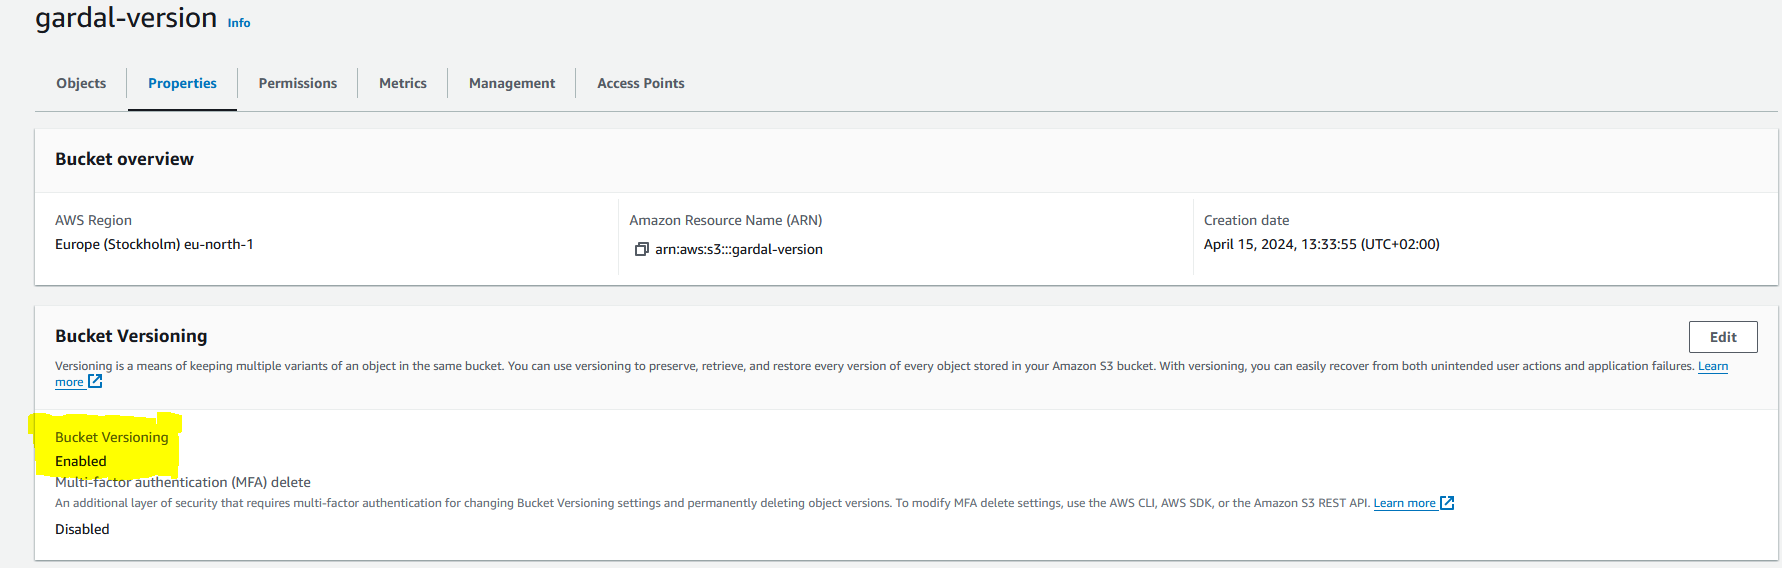 gardal-version Info
Objects Properties Permissions Metrics Management Access Points
Bucket overview
AWS Region
Europe (Stockholm) eu-north-1
Amazon Resource Name (ARN)
arn:aws:s3:::gardal-version
Creation date
April 15, 2024, 13:33:55 (UTC+02:00)
Bucket Versioning
Edit
Versioning is a means of keeping multiple variants of an object in the same bucket. You can use versioning to preserve, retrieve, and restore every version of every object stored in your Amazon S3 bucket. With versioning, you can easily recover from both unintended user actions and application failures. Learn
more
Bucket Versioning
Enabled
Multi-factor authentication (MFA) delete
An additional layer of security that requires multi-factor authentication for changing Bucket Versioning settings and permanently deleting object versions. To modify MFA delete settings, use the AWS CLI, AWS SDK, or the Amazon S3 REST API. Learn more
Disabled